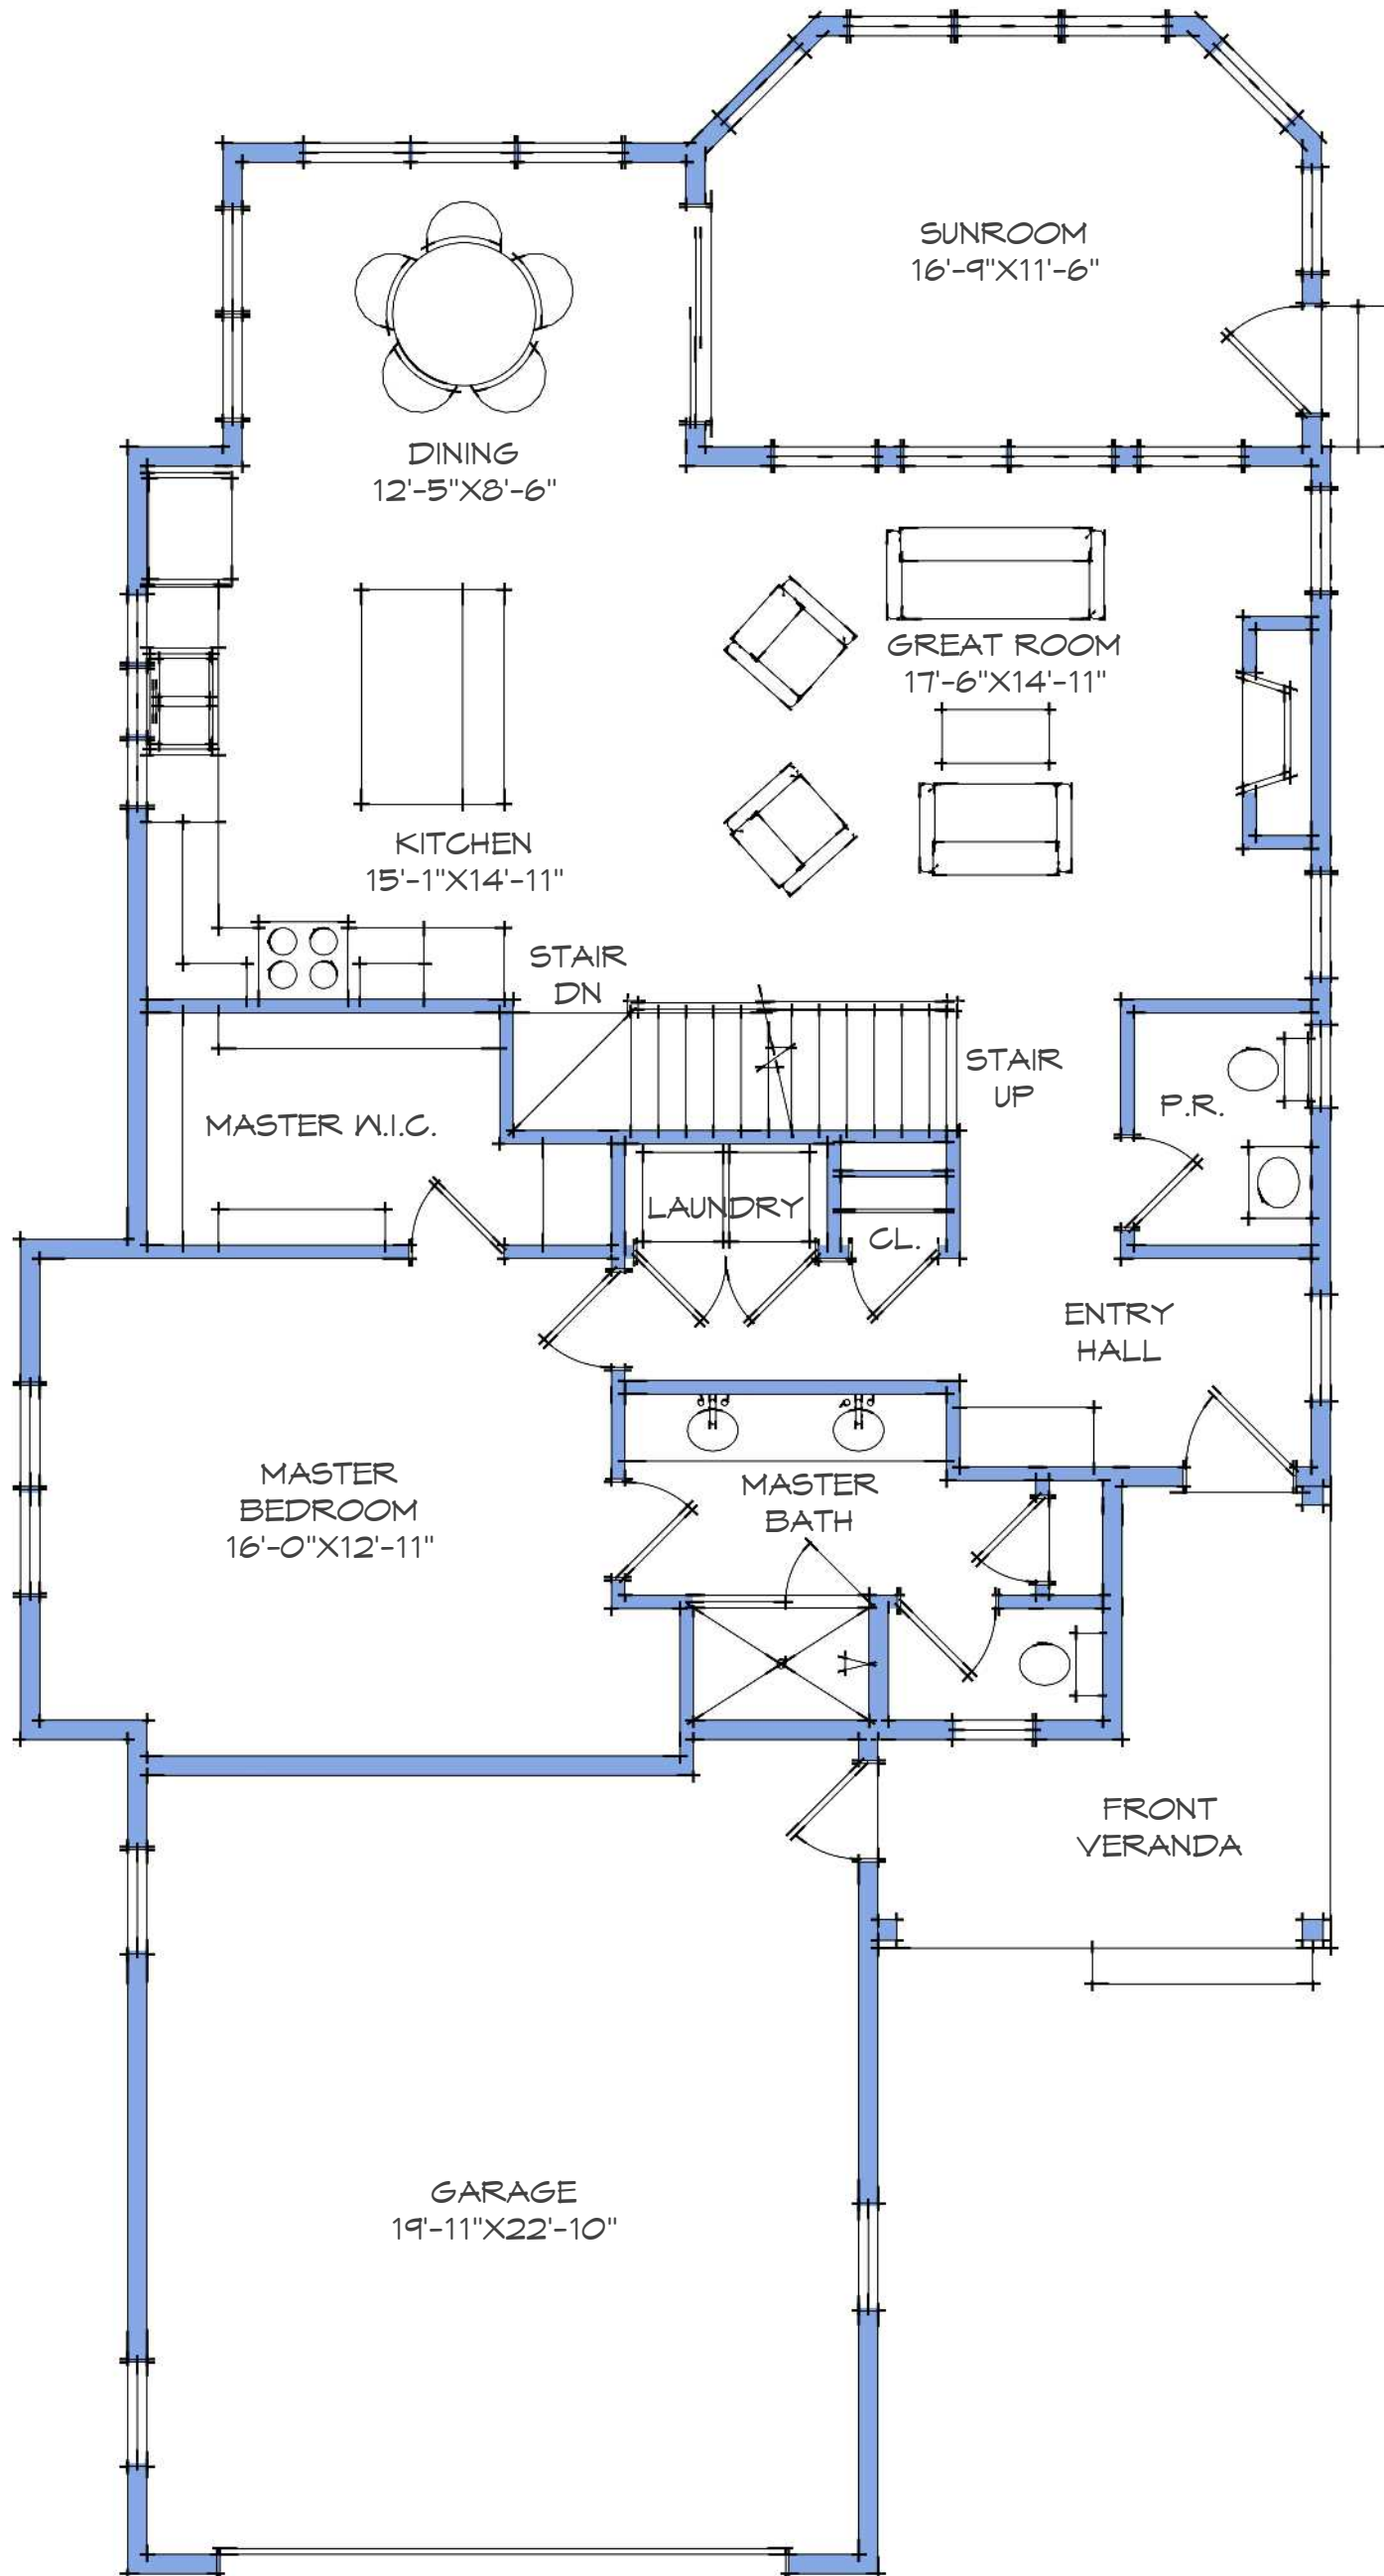 SUNROOM
16'-9"X11'-6"
DINING
12'-5"X8'-6"
GREAT ROOM
17'-6"X14'-11"
KITCHEN
15'-1"X14'-11"
STAIR
DN
STAIR
UP
P.R.
MASTER W.I.C.
LAUNDRY
CL.
ENTRY
HALL
MASTER
BEDROOM
16'-0"X12'-11"
MASTER
BATH
FRONT
VERANDA
GARAGE
19'-11"X22'-10"